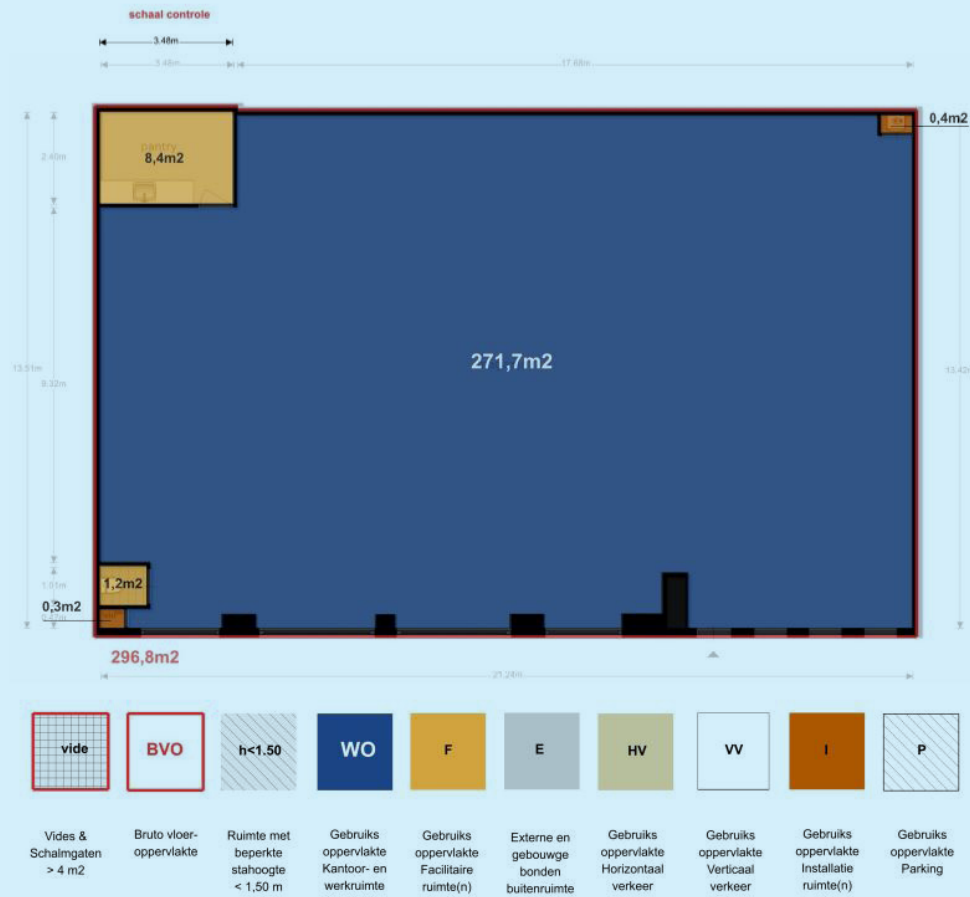 schaal controle
3.48m
3.48m
17.68m
0,4m2
pantry
8,4m2
2.40m
271,7m2
13.51m
9.32m
13.42m
1,2m2
1.01m
0,3m2
296,8m2
21.24m
vide
BVO
h<1.50
WO
F
E
HV
VV
I
P
Vides &
Schalmgaten
> 4 m2
Bruto vloer-
oppervlakte
Ruimte met
beperkte
stahoogte
< 1,50 m
Gebruiks
oppervlakte
Kantoor- en
werkruimte
Gebruiks
oppervlakte
Facilitaire
ruimte(n)
Externe en
gebouwge
bonden
buitenruimte
Gebruiks
oppervlakte
Horizontaal
verkeer
Gebruiks
oppervlakte
Verticaal
verkeer
Gebruiks
oppervlakte
Installatie
ruimte(n)
Gebruiks
oppervlakte
Parking